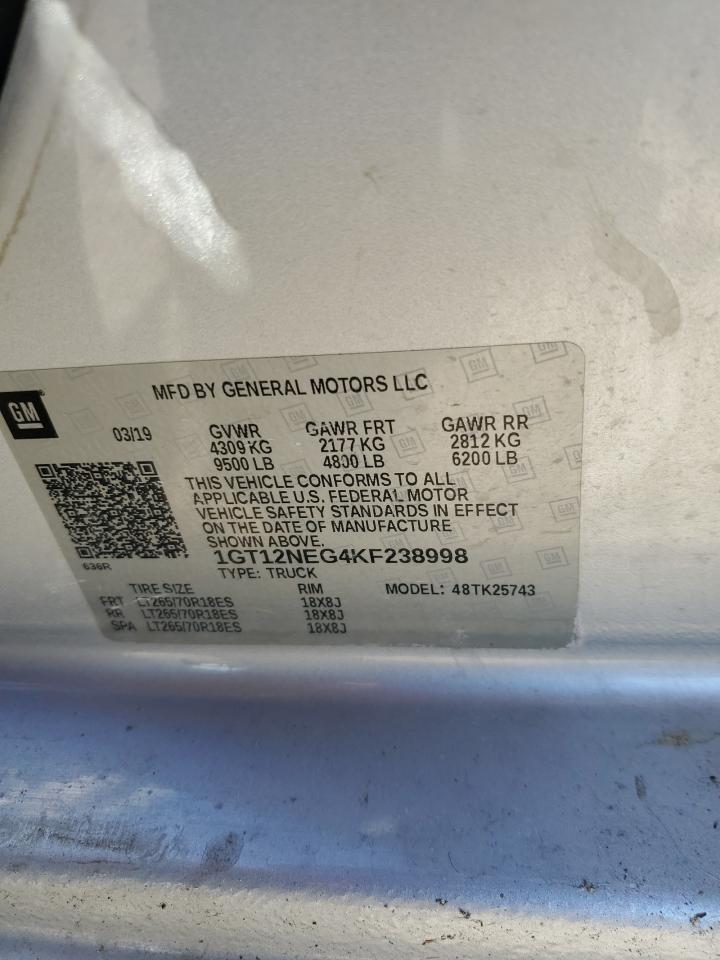 MFD BY GENERAL MOTORS LLC
GM
03/19 GVWR GAWR FRT GAWR RR
4309 KG 2177 KG 2812 KG
9500 LB 4800 LB 6200 LB
THIS VEHICLE CONFORMS TO ALL
APPLICABLE U.S. FEDERAL MOTOR
VEHICLE SAFETY STANDARDS IN EFFECT
ON THE DATE OF MANUFACTURE
SHOWN ABOVE.
636R
1GT12NEG4KF238998
TYPE: TRUCK
TIRE SIZE RIM MODEL: 48TK25743
FRT LT265/70R18ES 18X8J
RR LT265/70R18ES 18X8J
SPA LT265/70R18ES 18X8J